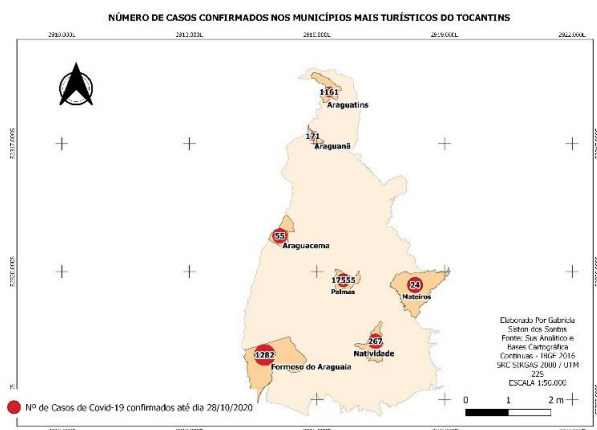 NÚMERO DE CASOS CONFIRMADOS NOS MUNICÍPIOS MAIS TURÍSTICOS DO TOCANTINS
1161
Araguatins
171
Araguanã
55
Araguacema
17555
Palmas
24
Mateiros
267
Natividade
1282
Formoso do Araguaia
Elaborado Por Gabriela
Sarton dos Santos
Fonte: Sus Analitico e
Bases Cartográfica
Continuas - IBGE 2016
SRC SIRGAS 2000 / UTM
22S
ESCALA 1:50.000
0 1 2 m
Nº de Casos de Covid-19 confirmados até dia 28/10/2020